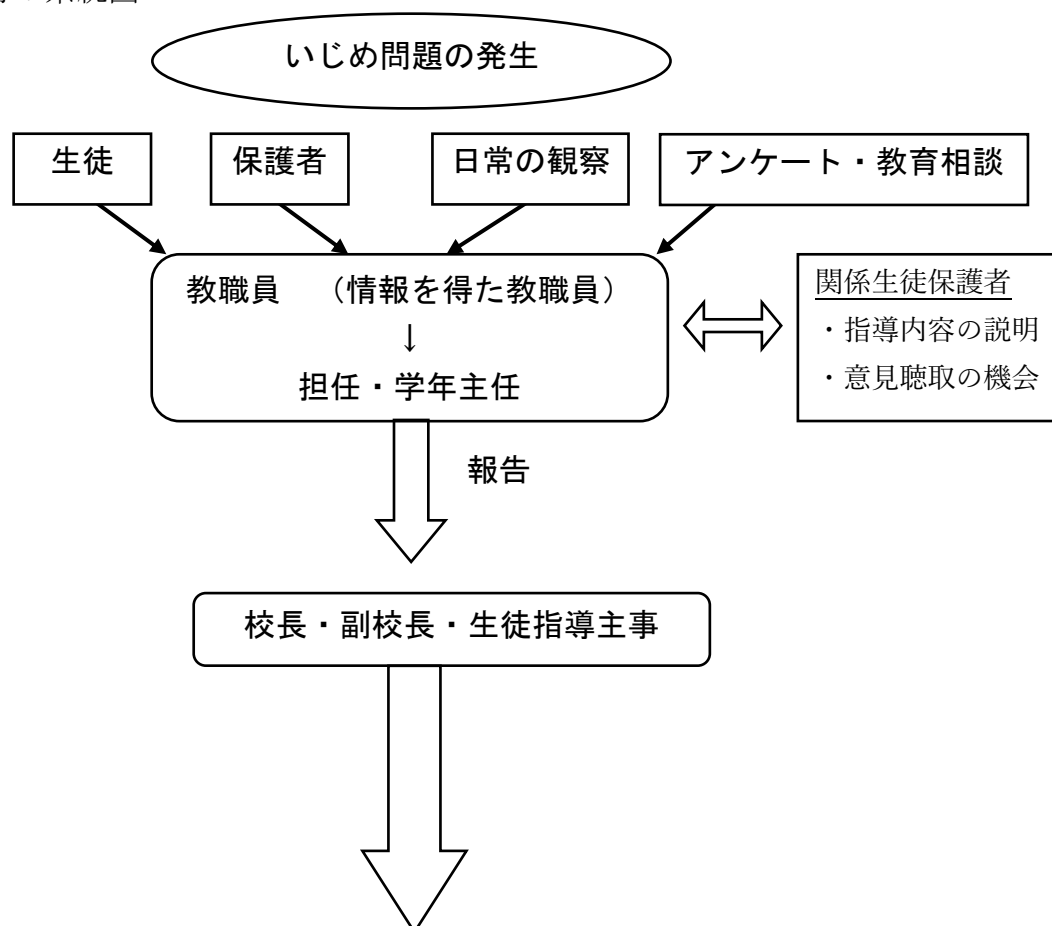 いじめ問題の発生
生徒
保護者
日常の観察
アンケート・教育相談
教職員　（情報を得た教職員）
↓
担任・学年主任
関係生徒保護者
・指導内容の説明
・意見聴取の機会
報告
校長・副校長・生徒指導主事